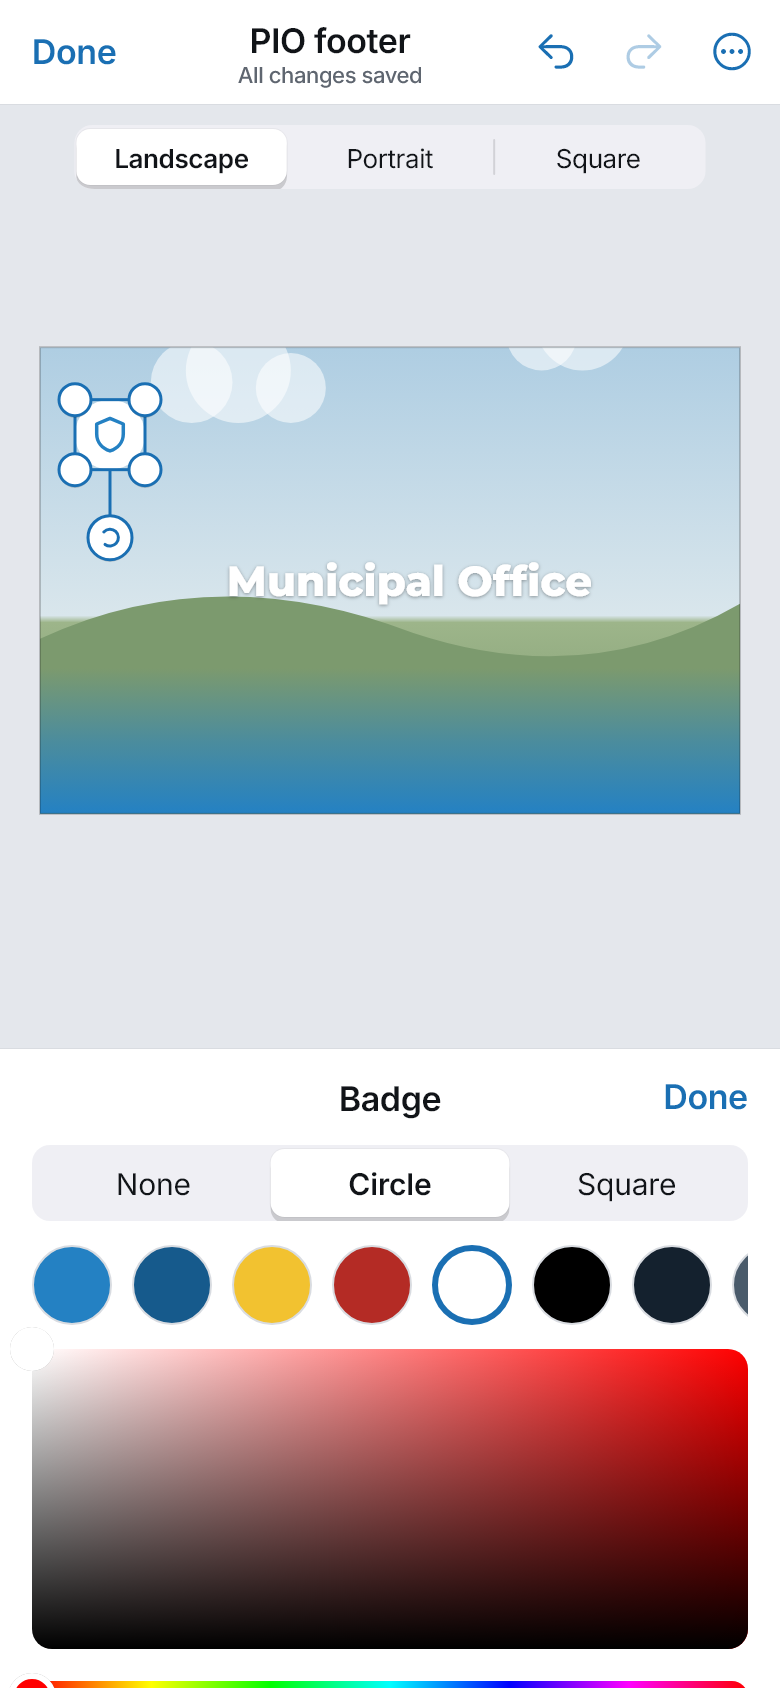 Done
PIO footer
All changes saved
Landscape
Portrait
Square
Municipal Office
Badge
Done
None
Circle
Square